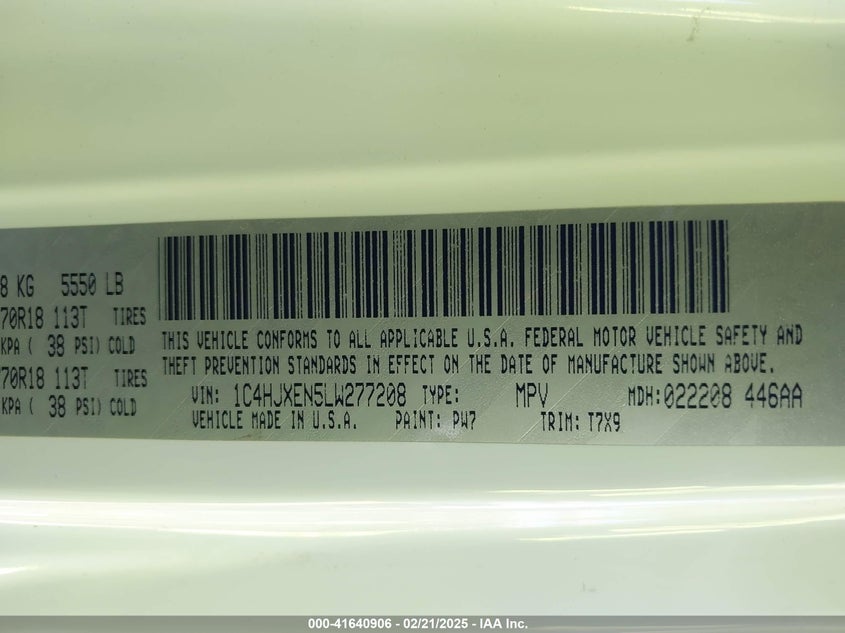 8 KG 5550 LB
70R18 113T TIRES
KPA ( 38 PSI) COLD
70R18 113T TIRES
KPA ( 38 PSI) COLD
THIS VEHICLE CONFORMS TO ALL APPLICABLE U.S.A. FEDERAL MOTOR VEHICLE SAFETY AND
THEFT PREVENTION STANDARDS IN EFFECT ON THE DATE OF MANUFACTURE SHOWN ABOVE.
VIN: 1C4HJXEN5LW277208 TYPE: MPV MDH:022208 446AA
VEHICLE MADE IN U.S.A. PAINT: PW7 TRIM: T7X9
000-41640906 - 02/21/2025 - IAA Inc.